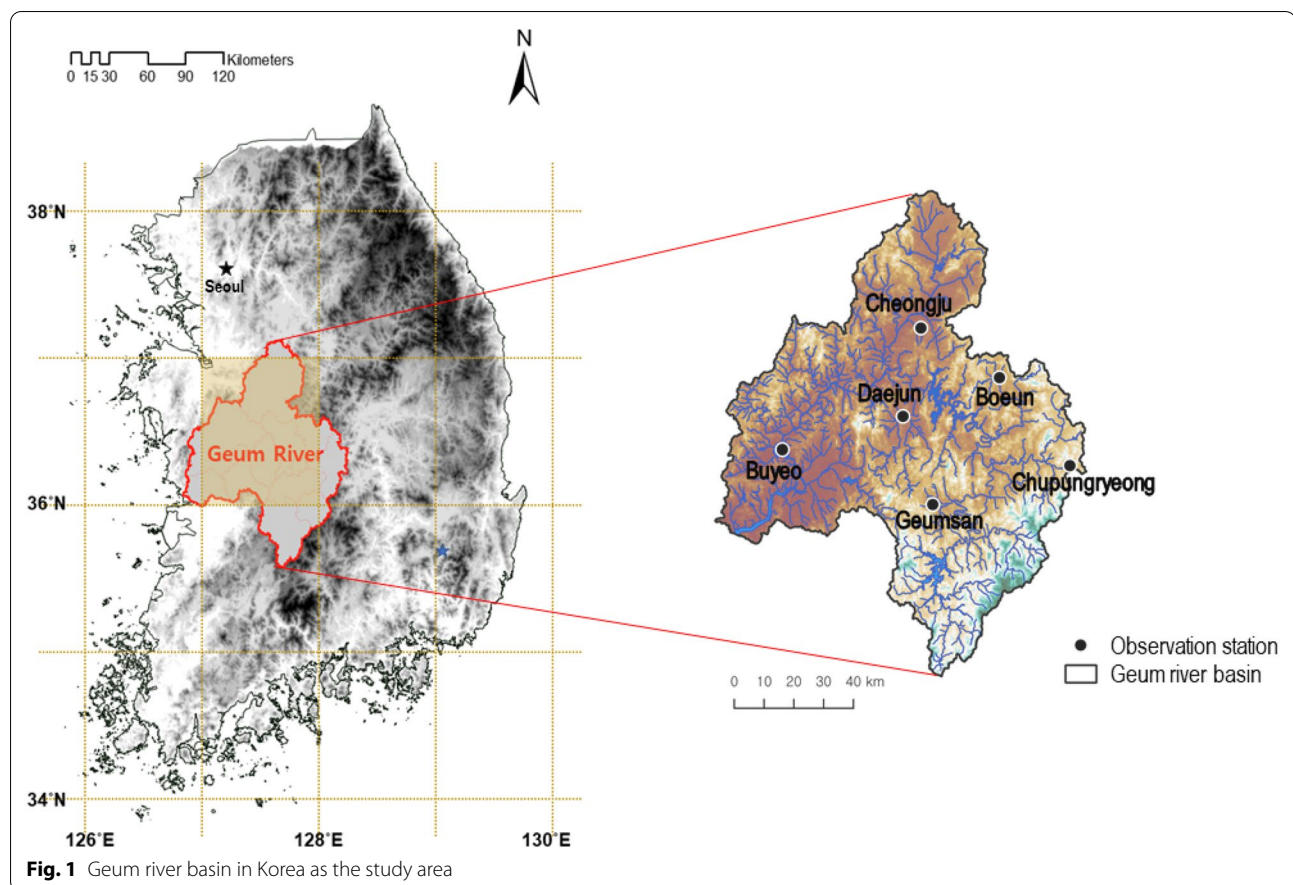 N
Kilometers
0 15 30 60 90 120
38°N
Seoul
Geum River
36°N
34°N
126°E 128°E 130°E
Cheongju
Daejun
Boeun
Buyeo
Chupungryeong
Geumsan
Observation station
Geum river basin
0 10 20 30 40 km
Fig. 1 Geum river basin in Korea as the study area